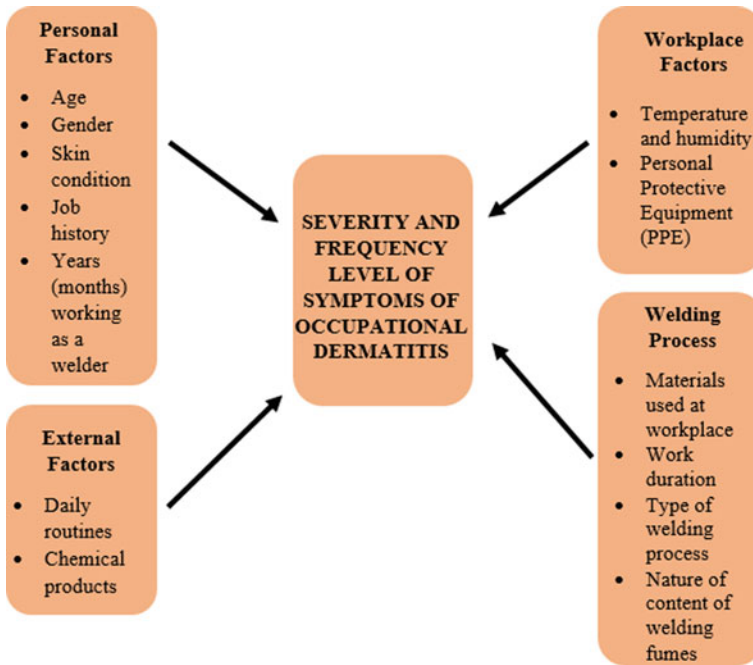 Personal
Factors
• Age
• Gender
• Skin
condition
• Job
history
• Years
(months)
working
as a
welder
External
Factors
• Daily
routines
• Chemical
products
SEVERITY AND
FREQUENCY
LEVEL OF
SYMPTOMS OF
OCCUPATIONAL
DERMATITIS
Workplace
Factors
• Temperature
and humidity
• Personal
Protective
Equipment
(PPE)
Welding
Process
• Materials
used at
workplace
• Work
duration
• Type of
welding
process
• Nature of
content of
welding
fumes